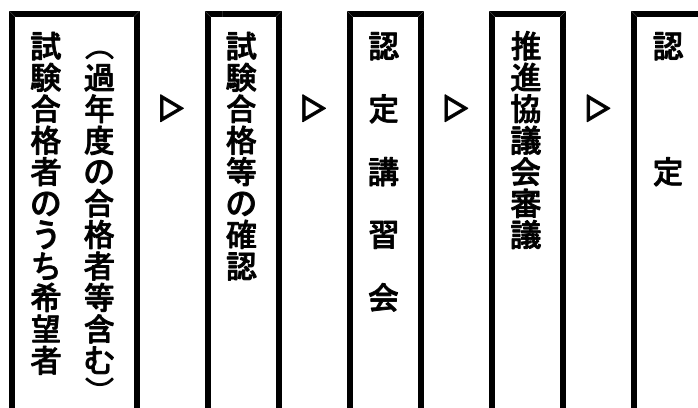 試験合格者のうち希望者
（過年度の合格者等含む）
▷
試験合格等の確認
▷
認定講習会
▷
推進協議会審議
▷
認定